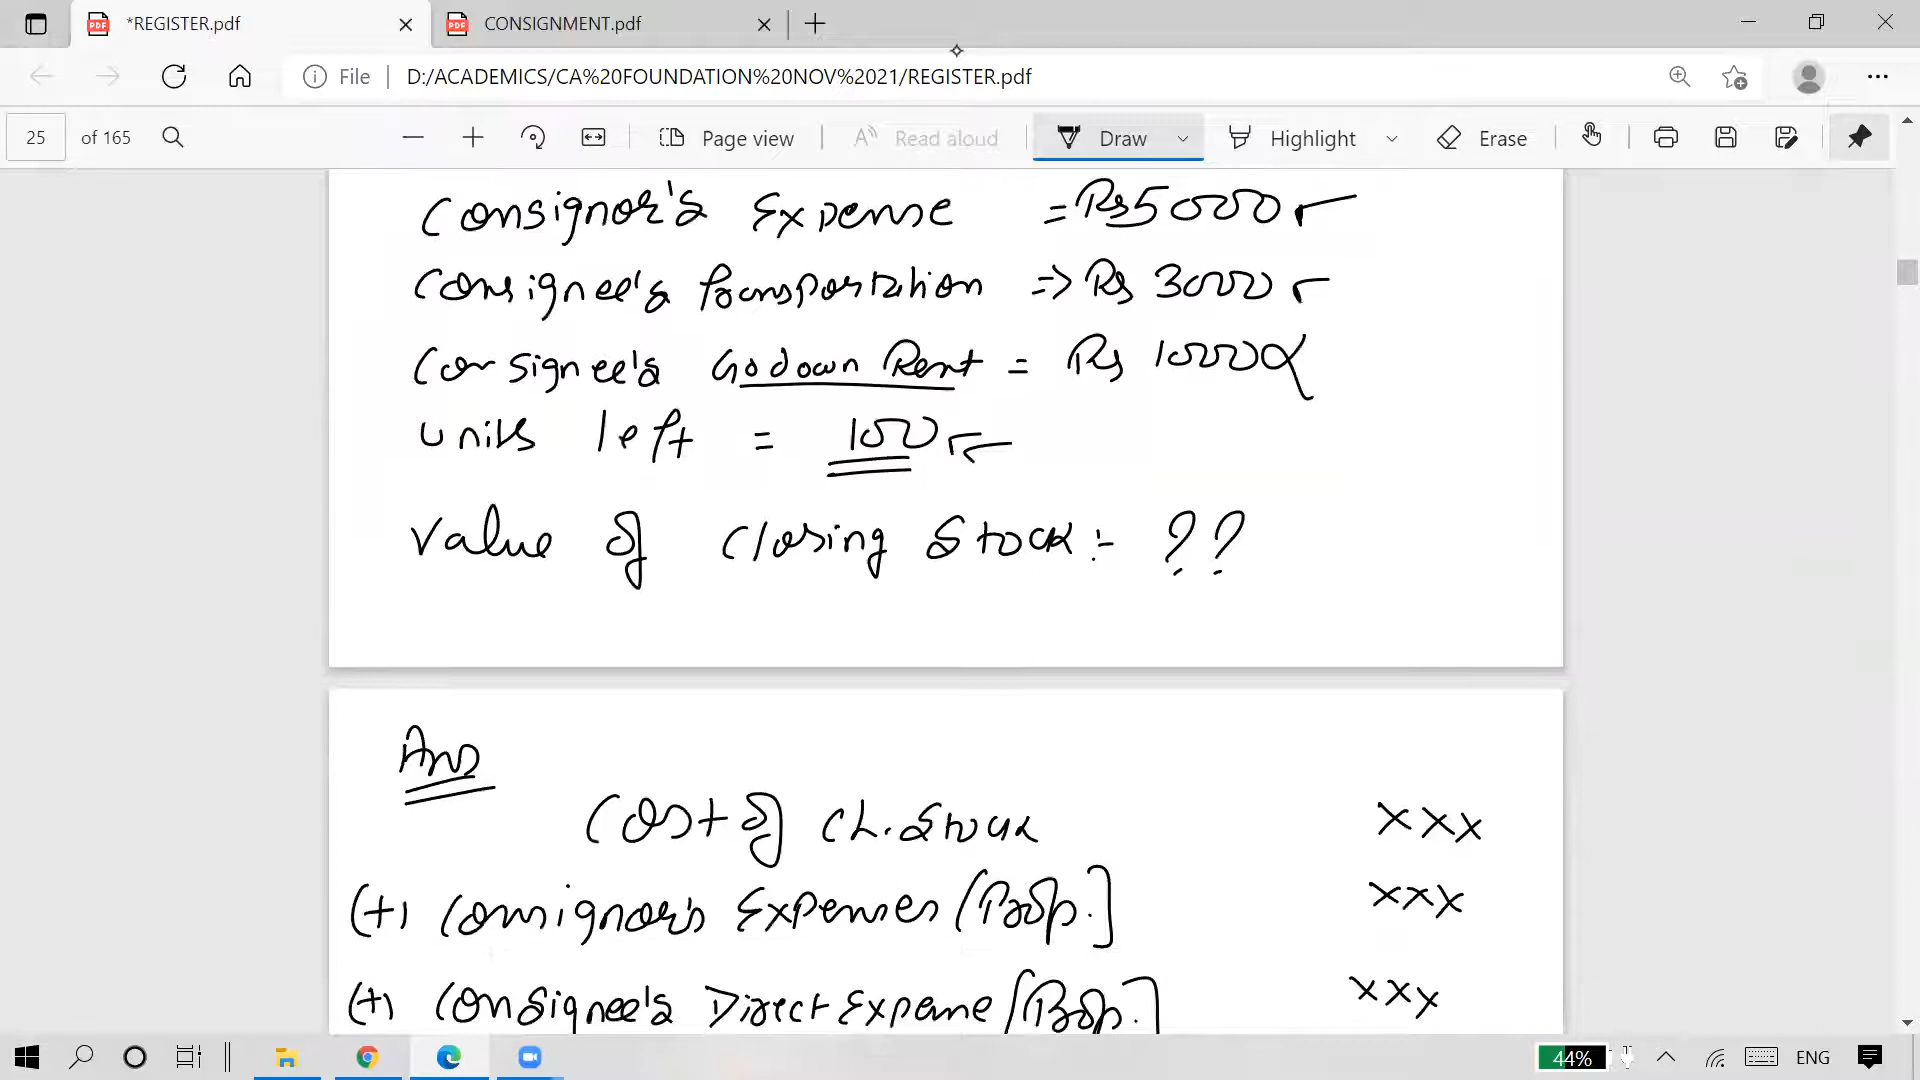 *REGISTER.pdf
CONSIGNMENT.pdf
File
D:/ACADEMICS/CA%20FOUNDATION%20NOV%2021/REGISTER.pdf
25 of 165
Page view
Read aloud
Draw
Highlight
Erase
Consignor's Expense = Rs 5000
Consignee's Transportation => Rs 3000
Consignee's Godown Rent = Rs 1000
units left = 100
Value of Closing Stock :- ??
Ans
Cost of Cl. Stock xxx
(+) Consignor's Expenses [Prop.] xxx
(+) Consignee's Direct Expense [Prop.] xxx
44%
ENG